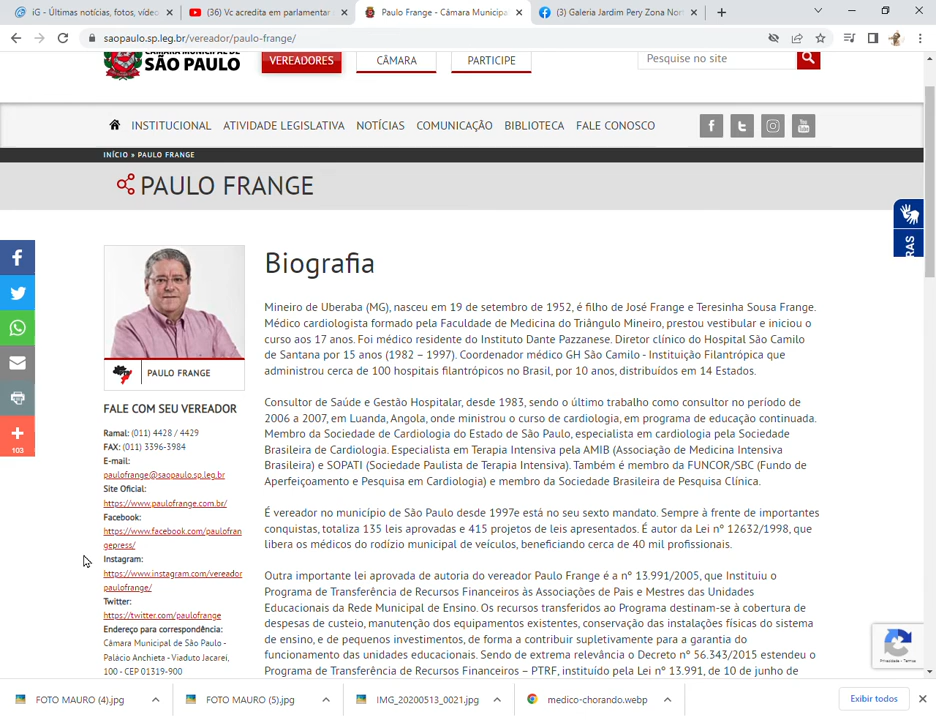 iG - Últimas notícias, fotos, víde
(36) Vc acredita em parlamentar
Paulo Frange - Câmara Municipa
(3) Galeria Jardim Pery Zona Nor
saopaulo.sp.leg.br/vereador/paulo-frange/
CÂMARA MUNICIPAL DE
SÃO PAULO
VEREADORES
CÂMARA
PARTICIPE
Pesquise no site
INSTITUCIONAL
ATIVIDADE LEGISLATIVA
NOTÍCIAS
COMUNICAÇÃO
BIBLIOTECA
FALE CONOSCO
INÍCIO » PAULO FRANGE
PAULO FRANGE
Biografia
Mineiro de Uberaba (MG), nasceu em 19 de setembro de 1952, é filho de José Frange e Teresinha Sousa Frange.
Médico cardiologista formado pela Faculdade de Medicina do Triângulo Mineiro, prestou vestibular e iniciou o
curso aos 17 anos. Foi médico residente do Instituto Dante Pazzanese. Diretor clínico do Hospital São Camilo
de Santana por 15 anos (1982 – 1997). Coordenador médico GH São Camilo - Instituição Filantrópica que
administrou cerca de 100 hospitais filantrópicos no Brasil, por 10 anos, distribuídos em 14 Estados.
Consultor de Saúde e Gestão Hospitalar, desde 1983, sendo o último trabalho como consultor no período de
2006 a 2007, em Luanda, Angola, onde ministrou o curso de cardiologia, em programa de educação continuada.
Membro da Sociedade de Cardiologia do Estado de São Paulo, especialista em cardiologia pela Sociedade
Brasileira de Cardiologia. Especialista em Terapia Intensiva pela AMIB (Associação de Medicina Intensiva
Brasileira) e SOPATI (Sociedade Paulista de Terapia Intensiva). Também é membro da FUNCOR/SBC (Fundo de
Aperfeiçoamento e Pesquisa em Cardiologia) e membro da Sociedade Brasileira de Pesquisa Clínica.
É vereador no município de São Paulo desde 1997e está no seu sexto mandato. Sempre à frente de importantes
conquistas, totaliza 135 leis aprovadas e 415 projetos de leis apresentados. É autor da Lei nº 12632/1998, que
libera os médicos do rodízio municipal de veículos, beneficiando cerca de 40 mil profissionais.
Outra importante lei aprovada de autoria do vereador Paulo Frange é a nº 13.991/2005, que Instituiu o
Programa de Transferência de Recursos Financeiros às Associações de Pais e Mestres das Unidades
Educacionais da Rede Municipal de Ensino. Os recursos transferidos ao Programa destinam-se à cobertura de
despesas de custeio, manutenção dos equipamentos existentes, conservação das instalações físicas do sistema
de ensino, e de pequenos investimentos, de forma a contribuir supletivamente para a garantia do
funcionamento das unidades educacionais. Sendo de extrema relevância o Decreto nº 56.343/2015 estendeu o
Programa de Transferência de Recursos Financeiros – PTRF, instituído pela Lei nº 13.991, de 10 de junho de
PAULO FRANGE
FALE COM SEU VEREADOR
Ramal: (011) 4428 / 4429
FAX: (011) 3396-3984
E-mail:
paulofrange@saopaulo.sp.leg.br
Site Oficial:
https://www.paulofrange.com.br/
Facebook:
https://www.facebook.com/paulofran
gepress/
Instagram:
https://www.instagram.com/vereador
paulofrange/
Twitter:
https://twitter.com/paulofrange
Endereço para correspondência:
Câmara Municipal de São Paulo -
Palácio Anchieta - Viaduto Jacareí,
100 - CEP 01319-900
103
RAS
Privacidade - Termos
FOTO MAURO (4).jpg
FOTO MAURO (5).jpg
IMG_20200513_0021.jpg
medico-chorando.webp
Exibir todos